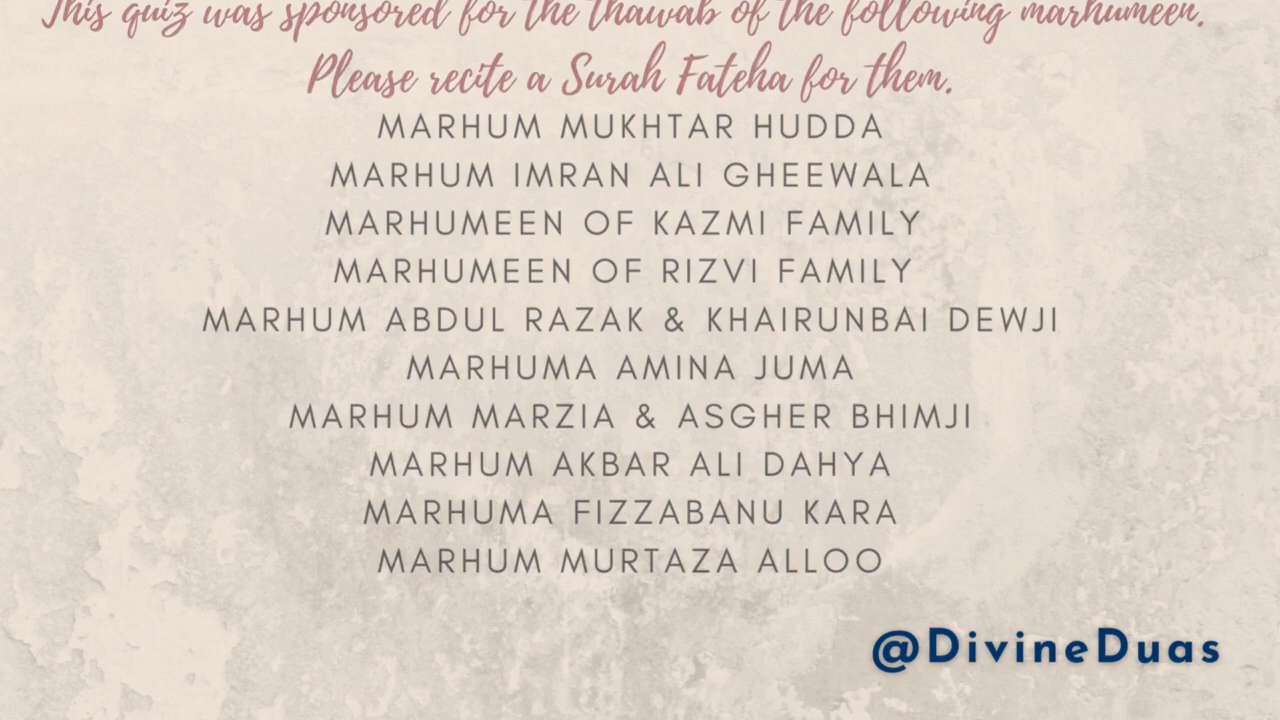 This quiz was sponsored for the thawab of the following marhumeen.
Please recite a Surah Fateha for them.
MARHUM MUKHTAR HUDDA
MARHUM IMRAN ALI GHEEWALA
MARHUMEEN OF KAZMI FAMILY
MARHUMEEN OF RIZVI FAMILY
MARHUM ABDUL RAZAK & KHAIRUNBAI DEWJI
MARHUMA AMINA JUMA
MARHUM MARZIA & ASGHER BHIMJI
MARHUM AKBAR ALI DAHYA
MARHUMA FIZZABANU KARA
MARHUM MURTAZA ALLOO
@DivineDuas